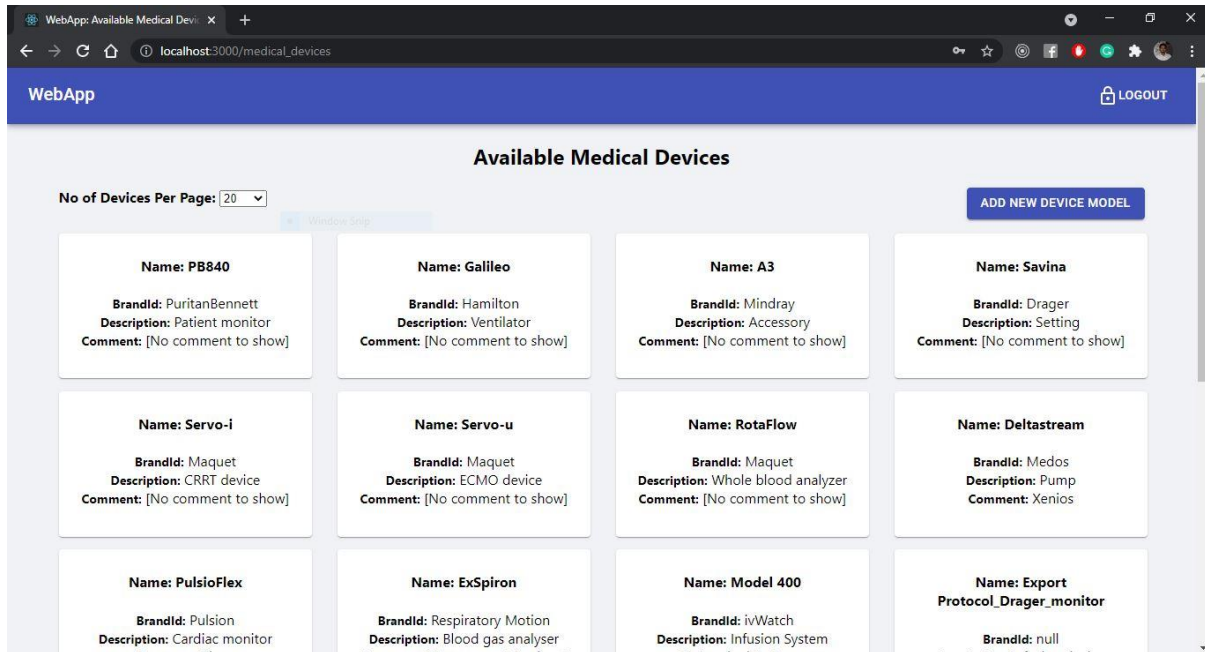 WebApp: Available Medical Devic
localhost:3000/medical_devices
WebApp
LOGOUT
Available Medical Devices
No of Devices Per Page: 20
ADD NEW DEVICE MODEL
Window Snip
Name: PB840
BrandId: PuritanBennett
Description: Patient monitor
Comment: [No comment to show]
Name: Galileo
BrandId: Hamilton
Description: Ventilator
Comment: [No comment to show]
Name: A3
BrandId: Mindray
Description: Accessory
Comment: [No comment to show]
Name: Savina
BrandId: Drager
Description: Setting
Comment: [No comment to show]
Name: Servo-i
BrandId: Maquet
Description: CRRT device
Comment: [No comment to show]
Name: Servo-u
BrandId: Maquet
Description: ECMO device
Comment: [No comment to show]
Name: RotaFlow
BrandId: Maquet
Description: Whole blood analyzer
Comment: [No comment to show]
Name: Deltastream
BrandId: Medos
Description: Pump
Comment: Xenios
Name: PulsioFlex
BrandId: Pulsion
Description: Cardiac monitor
Name: ExSpiron
BrandId: Respiratory Motion
Description: Blood gas analyser
Name: Model 400
BrandId: ivWatch
Description: Infusion System
Name: Export
Protocol_Drager_monitor
BrandId: null